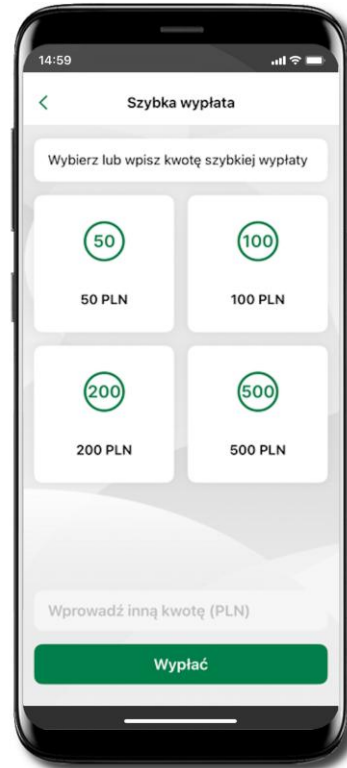 14:59
Szybka wypłata
Wybierz lub wpisz kwotę szybkiej wypłaty
50
100
50 PLN
100 PLN
200
500
200 PLN
500 PLN
Wprowadź inną kwotę (PLN)
Wypłać